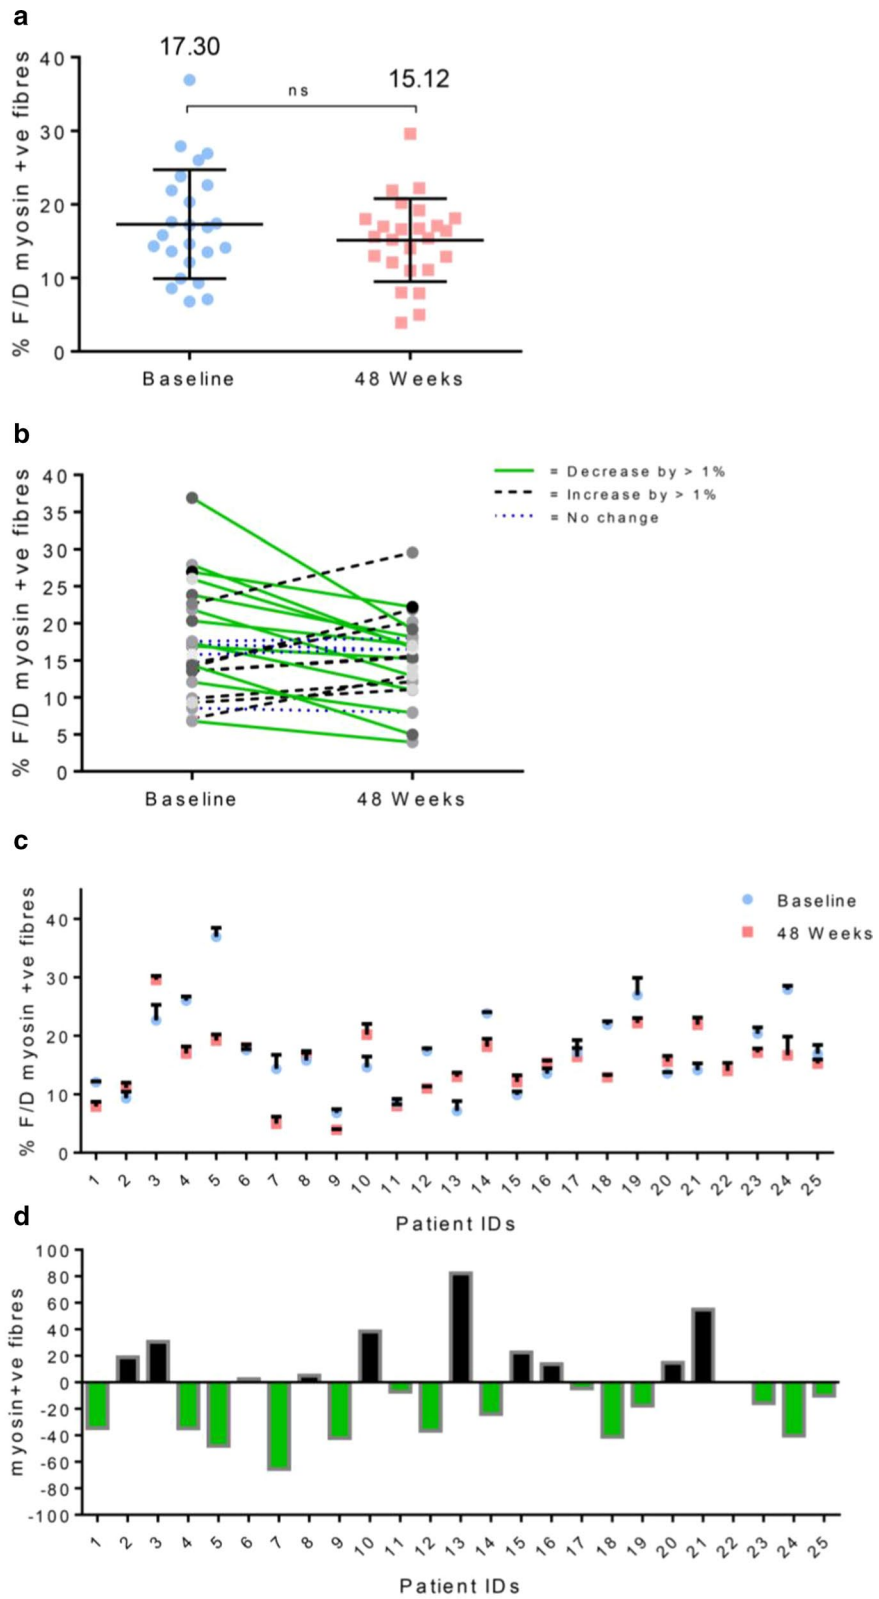 a
17.30
15.12
ns
% F/D myosin +ve fibres
40
30
20
10
0
Baseline
48 Weeks
b
% F/D myosin +ve fibres
40
35
30
25
20
15
10
5
0
Baseline
48 Weeks
= Decrease by > 1%
= Increase by > 1%
= No change
c
% F/D myosin +ve fibres
40
30
20
10
0
Baseline
48 Weeks
1 2 3 4 5 6 7 8 9 10 11 12 13 14 15 16 17 18 19 20 21 22 23 24 25
Patient IDs
d
myosin+ve fibres
100
80
60
40
20
0
-20
-40
-60
-80
-100
1 2 3 4 5 6 7 8 9 10 11 12 13 14 15 16 17 18 19 20 21 22 23 24 25
Patient IDs